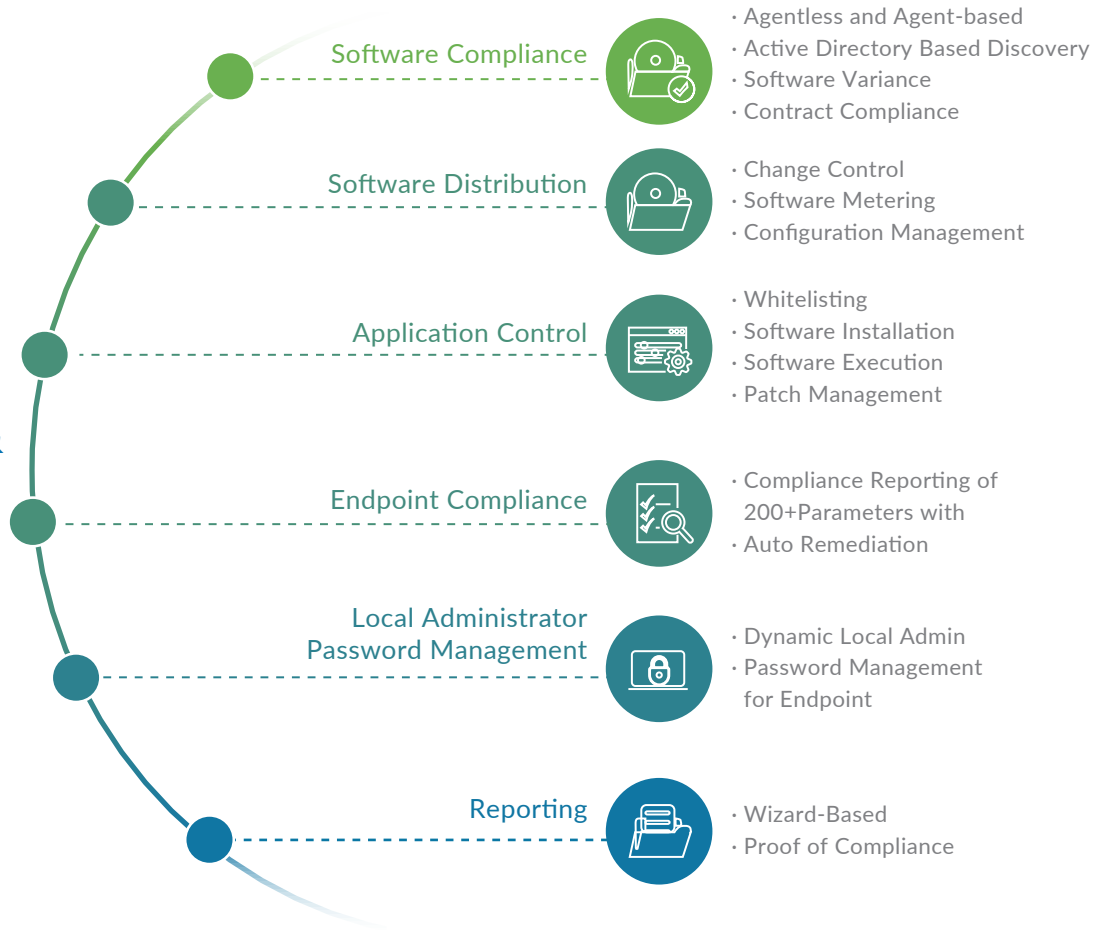 Software Compliance
· Agentless and Agent-based
· Active Directory Based Discovery
· Software Variance
· Contract Compliance
Software Distribution
· Change Control
· Software Metering
· Configuration Management
Application Control
· Whitelisting
· Software Installation
· Software Execution
· Patch Management
Endpoint Compliance
· Compliance Reporting of
200+Parameters with
· Auto Remediation
Local Administrator
Password Management
· Dynamic Local Admin
· Password Management
for Endpoint
Reporting
· Wizard-Based
· Proof of Compliance